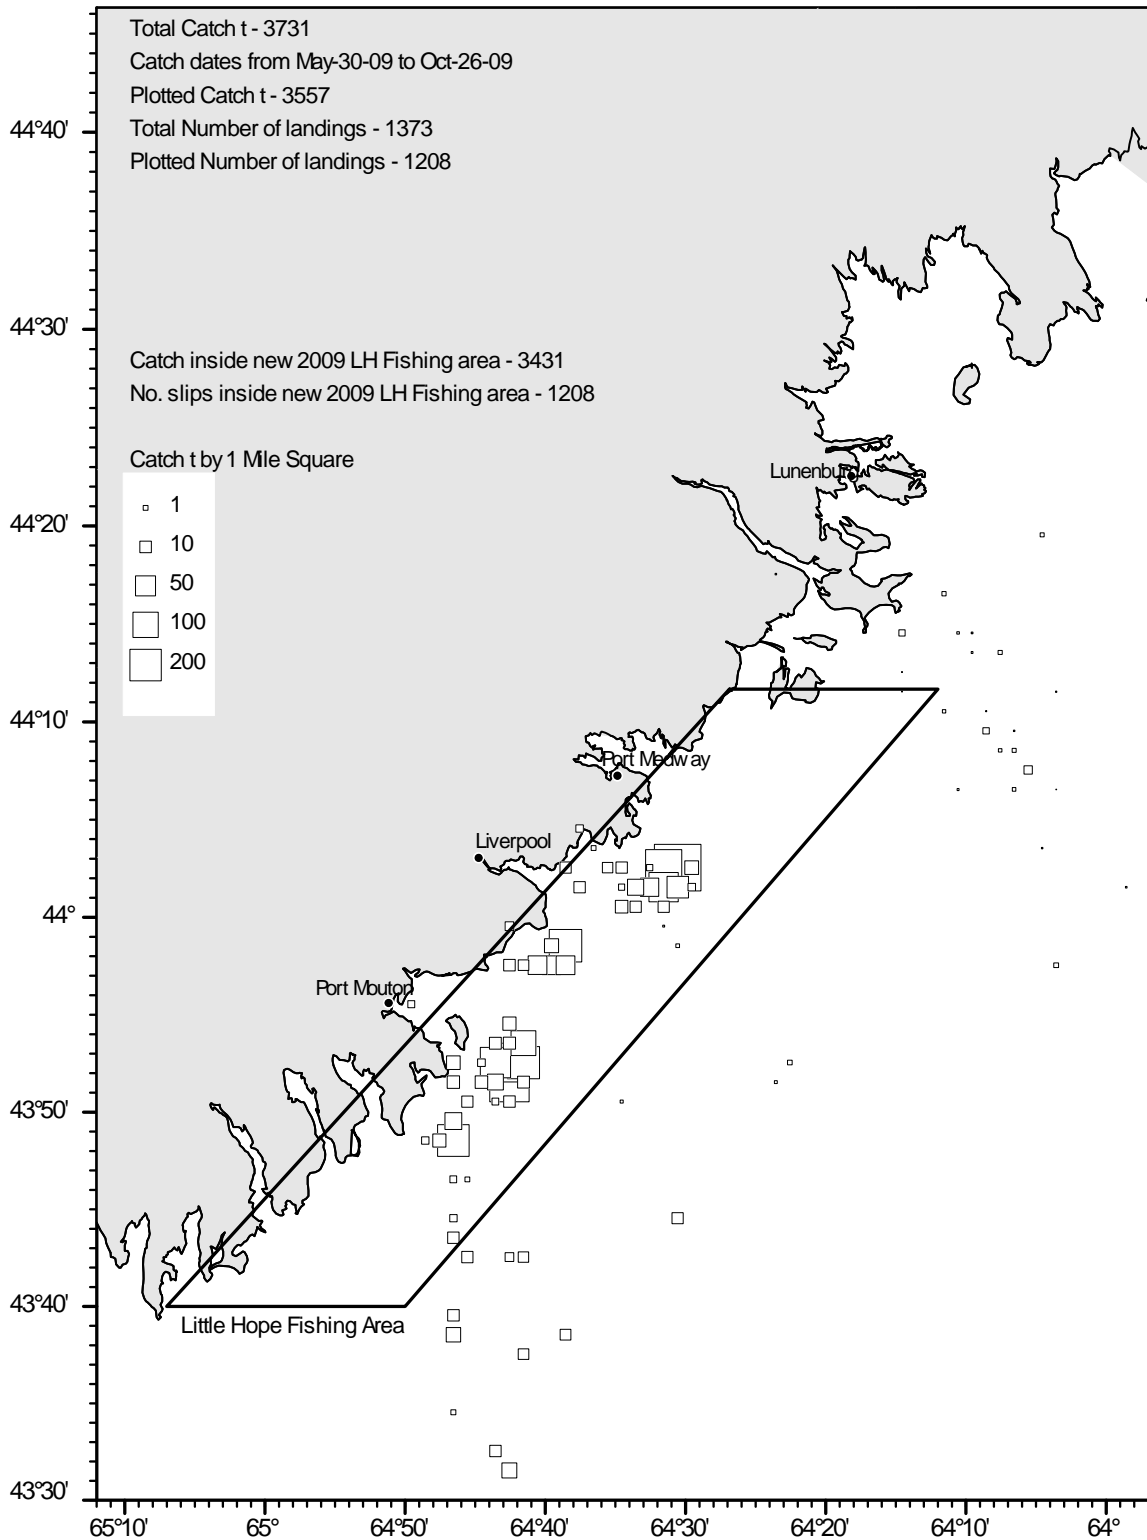 Total Catch t - 3731
Catch dates from May-30-09 to Oct-26-09
Plotted Catch t - 3557
Total Number of landings - 1373
Plotted Number of landings - 1208
44°40'
44°30'
Catch inside new 2009 LH Fishing area - 3431
No. slips inside new 2009 LH Fishing area - 1208
Catch t by 1 Mile Square
1
10
50
100
200
Lunenburg
44°20'
44°10'
Port Medway
Liverpool
44°
Port Mouton
43°50'
43°40'
Little Hope Fishing Area
43°30'
65°10' 65° 64°50' 64°40' 64°30' 64°20' 64°10' 64°